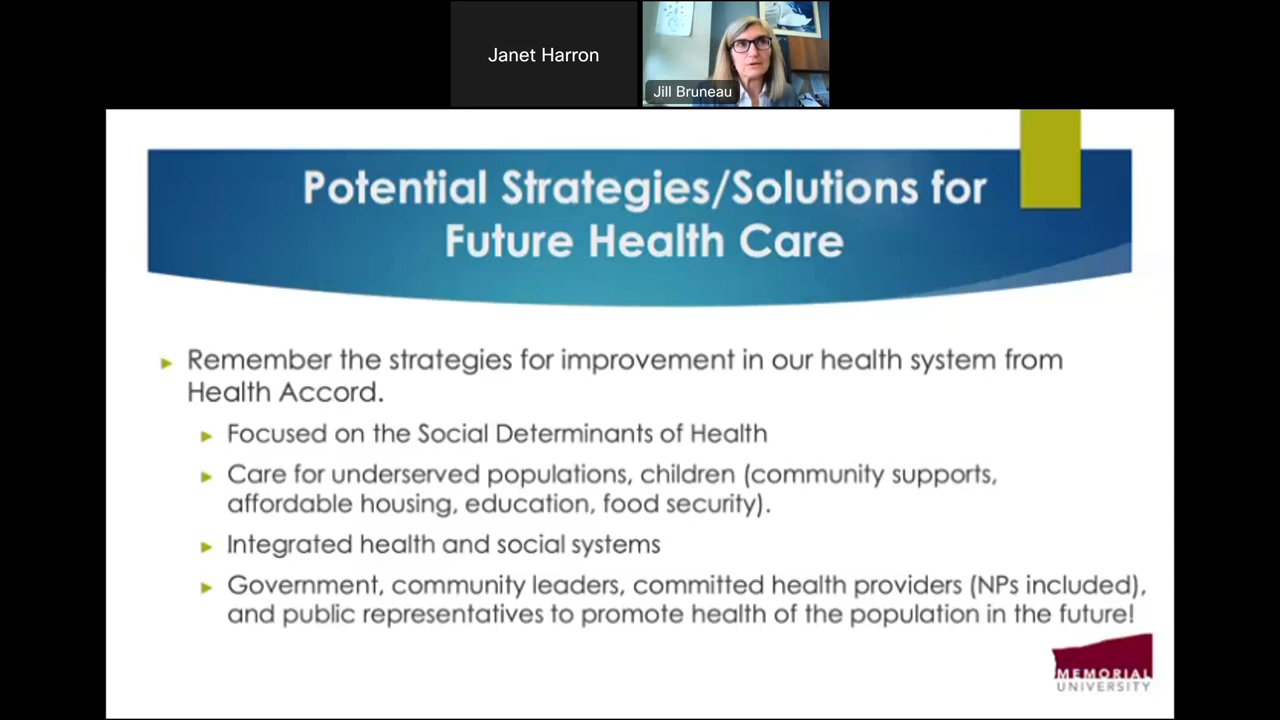 Janet Harron
Jill Bruneau
Potential Strategies/Solutions for
Future Health Care
Remember the strategies for improvement in our health system from
Health Accord.
Focused on the Social Determinants of Health
Care for underserved populations, children (community supports,
affordable housing, education, food security).
Integrated health and social systems
Government, community leaders, committed health providers (NPs included),
and public representatives to promote health of the population in the future!
MEMORIAL
UNIVERSITY